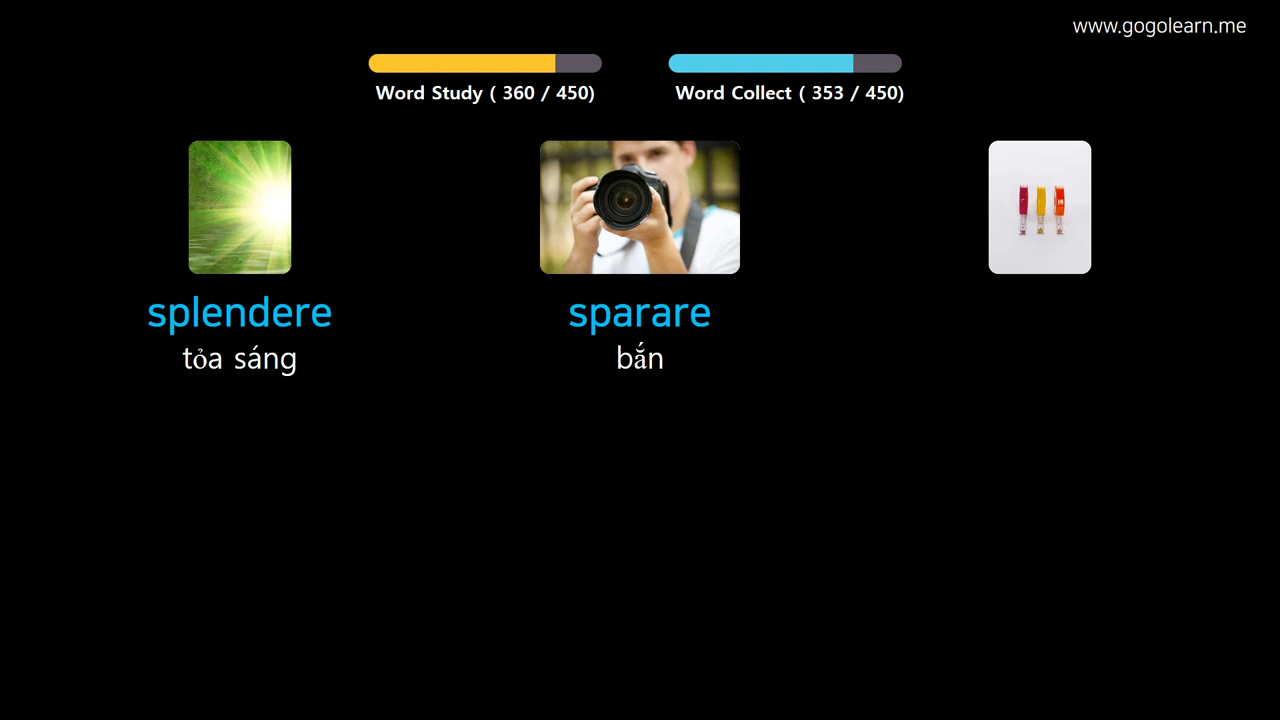 www.gogolearn.me
Word Study ( 360 / 450)
Word Collect ( 353 / 450)
splendere
tỏa sáng
sparare
bắn